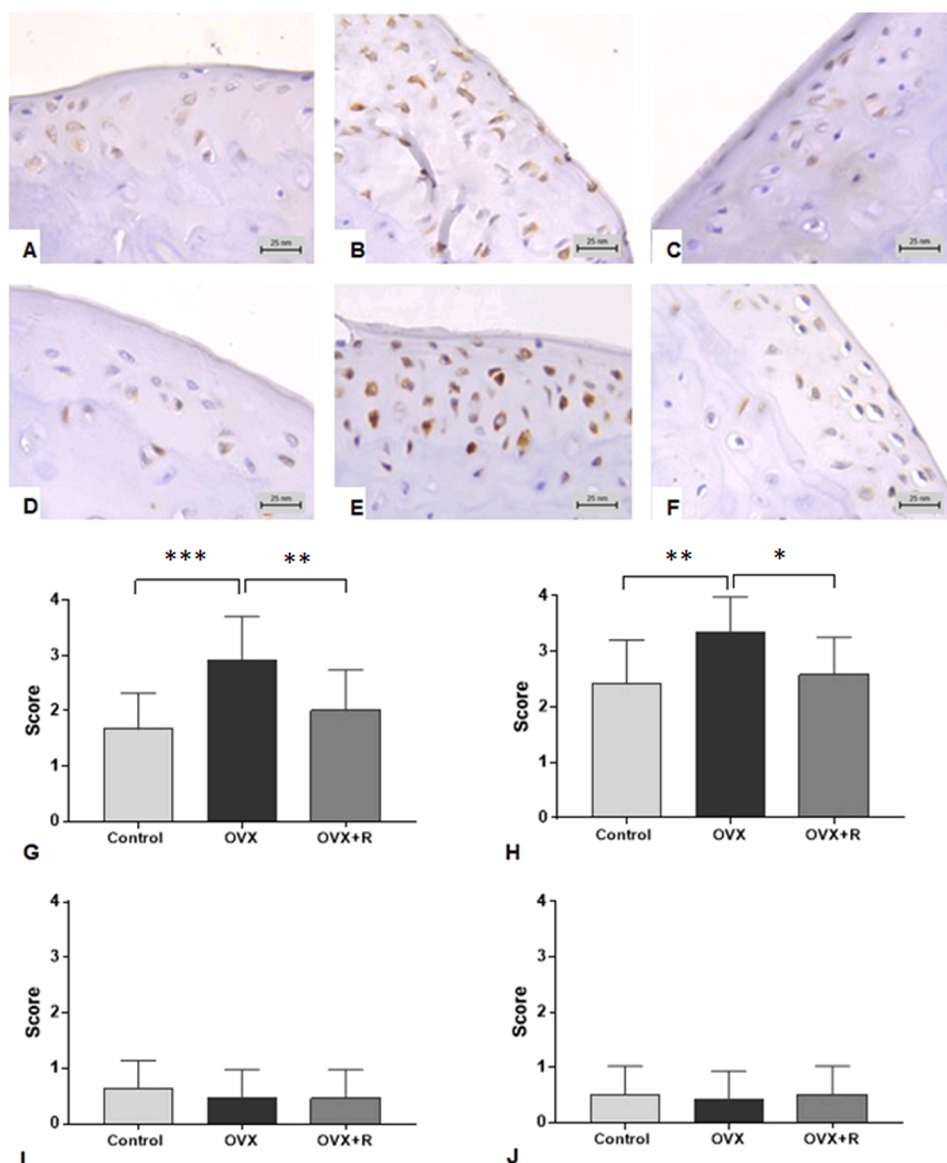 25 nm
25 nm
25 nm
A
B
C
25 nm
25 nm
25 nm
D
E
F
*** **
** *
4
3
2
1
0
Score
Control OVX OVX+R
G
4
3
2
1
0
Score
Control OVX OVX+R
H
4
3
2
1
0
Score
Control OVX OVX+R
4
3
2
1
0
Score
Control OVX OVX+R
J